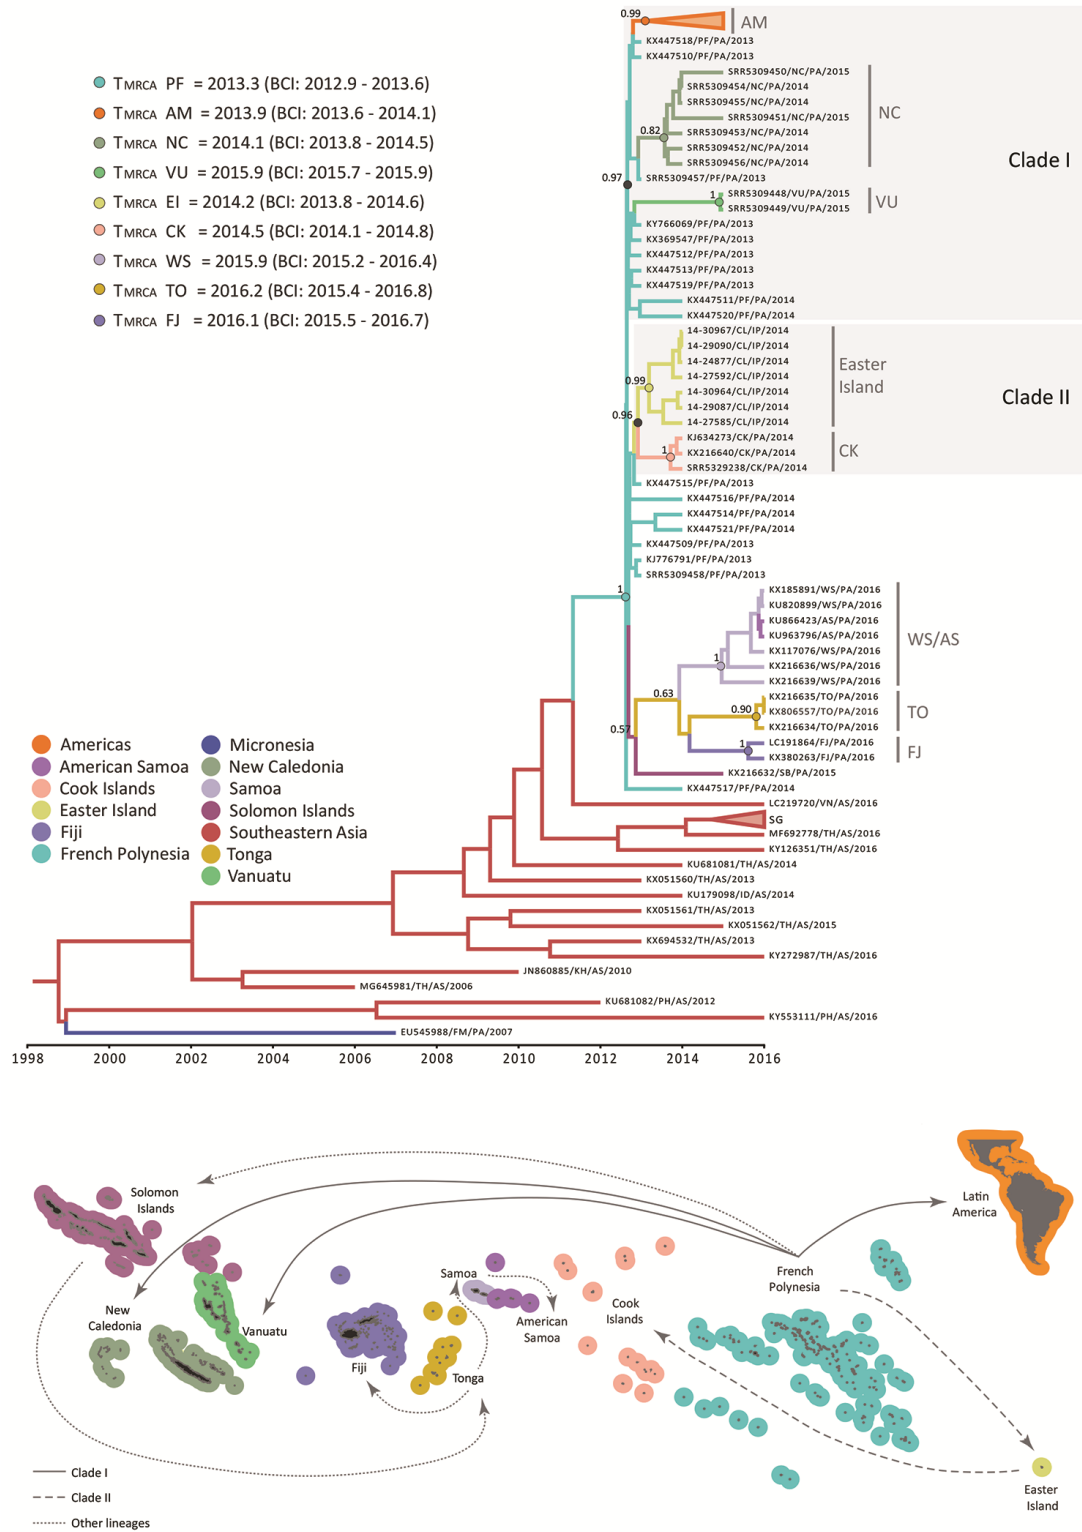 TMRCA PF = 2013.3 (BCI: 2012.9 - 2013.6)
TMRCA AM = 2013.9 (BCI: 2013.6 - 2014.1)
TMRCA NC = 2014.1 (BCI: 2013.8 - 2014.5)
TMRCA VU = 2015.9 (BCI: 2015.7 - 2015.9)
TMRCA EI = 2014.2 (BCI: 2013.8 - 2014.6)
TMRCA CK = 2014.5 (BCI: 2014.1 - 2014.8)
TMRCA WS = 2015.9 (BCI: 2015.2 - 2016.4)
TMRCA TO = 2016.2 (BCI: 2015.4 - 2016.8)
TMRCA FJ = 2016.1 (BCI: 2015.5 - 2016.7)
0.99
AM
KX447518/PF/PA/2013
KX447510/PF/PA/2013
SRR5309450/NC/PA/2015
SRR5309454/NC/PA/2014
SRR5309455/NC/PA/2014
SRR5309451/NC/PA/2015
0.82
SRR5309453/NC/PA/2014
SRR5309452/NC/PA/2014
SRR5309456/NC/PA/2014
NC
Clade I
0.97
SRR5309457/PF/PA/2013
1
SRR5309448/VU/PA/2015
SRR5309449/VU/PA/2015
VU
KY766069/PF/PA/2013
KX369547/PF/PA/2013
KX447512/PF/PA/2013
KX447513/PF/PA/2013
KX447519/PF/PA/2013
KX447511/PF/PA/2014
KX447520/PF/PA/2014
14-30967/CL/IP/2014
14-29090/CL/IP/2014
14-24877/CL/IP/2014
14-27592/CL/IP/2014
0.99
14-30964/CL/IP/2014
14-29087/CL/IP/2014
14-27585/CL/IP/2014
Easter
Island
Clade II
0.96
KJ634273/CK/PA/2014
1
KX216640/CK/PA/2014
SRR5329238/CK/PA/2014
CK
KX447515/PF/PA/2013
KX447516/PF/PA/2014
KX447514/PF/PA/2014
KX447521/PF/PA/2014
KX447509/PF/PA/2013
KJ776791/PF/PA/2013
SRR5309458/PF/PA/2013
1
KX185891/WS/PA/2016
KU820899/WS/PA/2016
KU866423/AS/PA/2016
KU963796/AS/PA/2016
KX117076/WS/PA/2016
1
KX216636/WS/PA/2016
KX216639/WS/PA/2016
WS/AS
0.63
KX216635/TO/PA/2016
0.90
KX806557/TO/PA/2016
KX216634/TO/PA/2016
TO
0.57
1
LC191864/FJ/PA/2016
KX380263/FJ/PA/2016
FJ
KX216632/SB/PA/2015
KX447517/PF/PA/2014
LC219720/VN/AS/2016
SG
MF692778/TH/AS/2016
KY126351/TH/AS/2016
KU681081/TH/AS/2014
KX051560/TH/AS/2013
KU179098/ID/AS/2014
KX051561/TH/AS/2013
KX051562/TH/AS/2015
KX694532/TH/AS/2013
KY272987/TH/AS/2016
JN860885/KH/AS/2010
MG645981/TH/AS/2006
KU681082/PH/AS/2012
KY553111/PH/AS/2016
EU545988/FM/PA/2007
Americas
American Samoa
Cook Islands
Easter Island
Fiji
French Polynesia
Micronesia
New Caledonia
Samoa
Solomon Islands
Southeastern Asia
Tonga
Vanuatu
1998 2000 2002 2004 2006 2008 2010 2012 2014 2016
Solomon
Islands
Latin
America
New
Caledonia
Vanuatu
Fiji
Samoa
Tonga
American
Samoa
Cook
Islands
French
Polynesia
Easter
Island
Clade I
Clade II
Other lineages